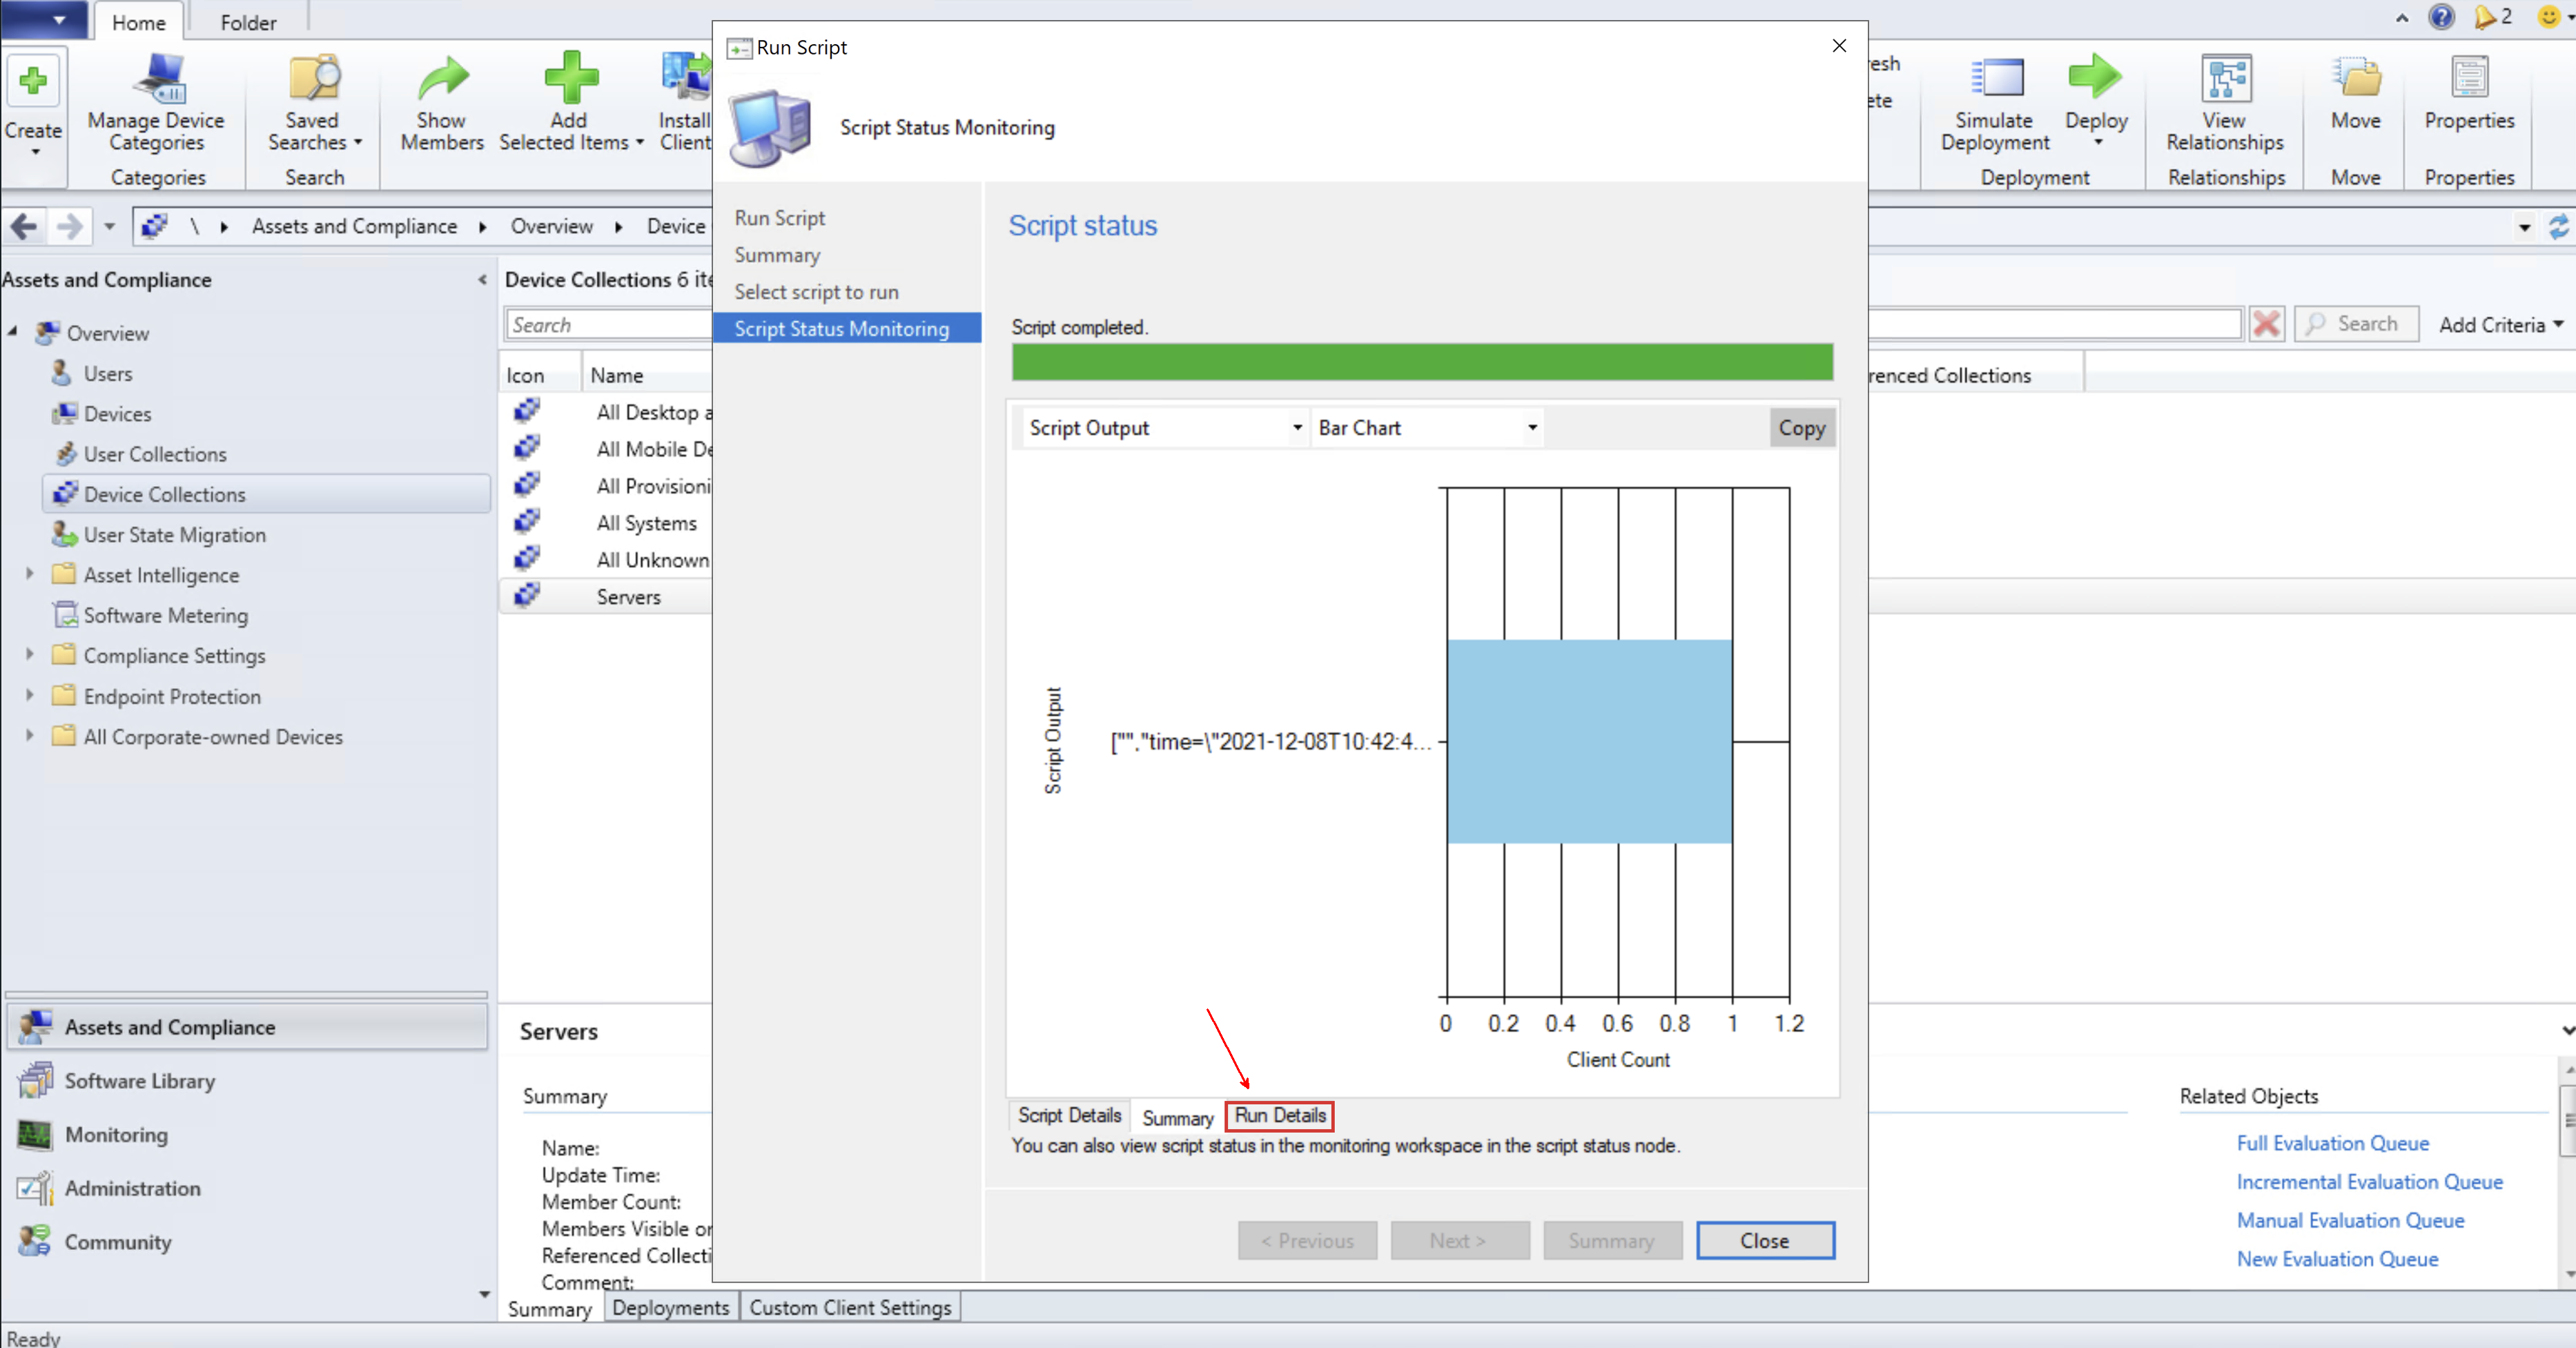 Home
Folder
2
Create
Manage Device
Categories
Categories
Saved
Searches
Search
Show
Members
Add
Selected Items
Install
Client
Simulate
Deployment
Deploy
Deployment
View
Relationships
Relationships
Move
Move
Properties
Properties
\
Assets and Compliance
Overview
Device
Assets and Compliance
Overview
Users
Devices
User Collections
Device Collections
User State Migration
Asset Intelligence
Software Metering
Compliance Settings
Endpoint Protection
All Corporate-owned Devices
Assets and Compliance
Software Library
Monitoring
Administration
Community
Ready
Device Collections 6 ite
Search
Icon
Name
All Desktop a
All Mobile De
All Provisioni
All Systems
All Unknown
Servers
Servers
Summary
Name:
Update Time:
Member Count:
Members Visible or
Referenced Collecti
Comment:
Summary
Deployments
Custom Client Settings
Run Script
Script Status Monitoring
Run Script
Summary
Select script to run
Script Status Monitoring
Script status
Script completed.
Script Output
Bar Chart
Copy
Script Output
["","time=\"2021-12-08T10:42:4...
0 0.2 0.4 0.6 0.8 1 1.2
Client Count
Script Details
Summary
Run Details
You can also view script status in the monitoring workspace in the script status node.
< Previous
Next >
Summary
Close
resh
ete
Search
Add Criteria
renced Collections
Related Objects
Full Evaluation Queue
Incremental Evaluation Queue
Manual Evaluation Queue
New Evaluation Queue